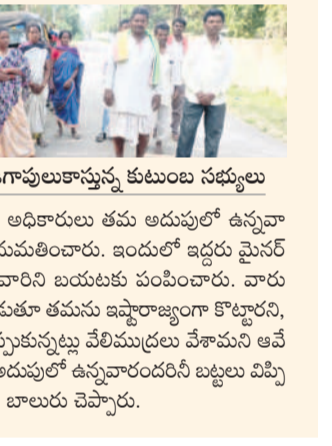 గాపులుకాస్తున్న కుటుంబ సభ్యులు
అధికారులు తమ అదుపులో ఉన్నవా
నుమతించారు. ఇందులో ఇద్దరు మైనర్
వారిని బయటకు పంపించారు. వారు
డుతూ తమను ఇష్టారాజ్యంగా కొట్టారని,
ప్పుకున్నట్లు వేలిముద్రలు వేశామని ఆవే
అదుపులో ఉన్నవారందరినీ బట్టలు విప్పి
బాలురు చెప్పారు.